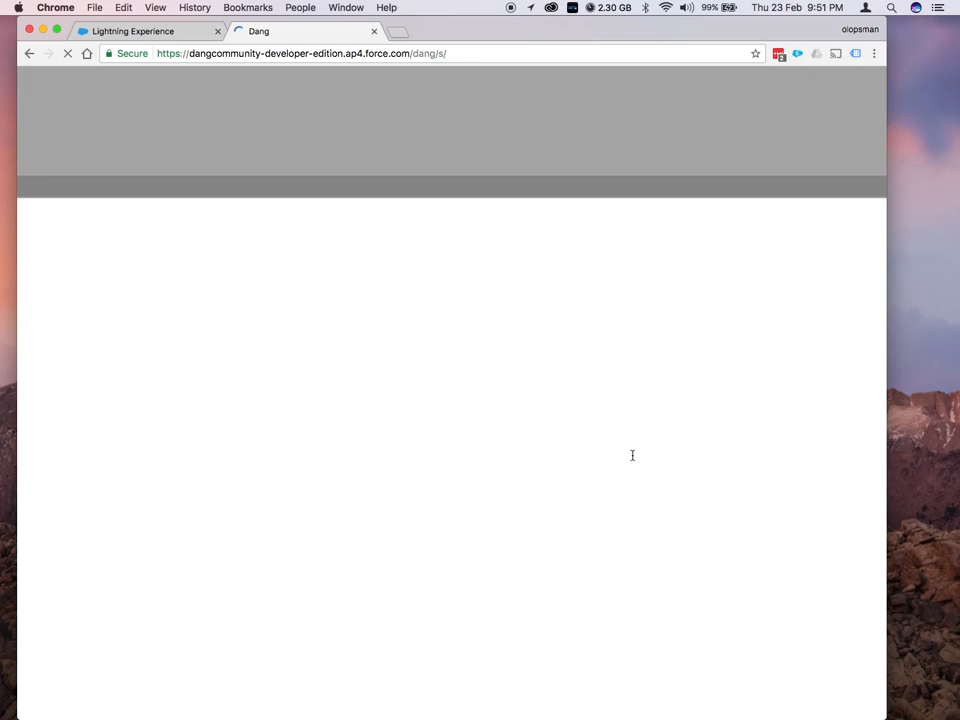 Chrome File Edit View History Bookmarks People Window Help 2.30 GB 99% Thu 23 Feb 9:51 PM
Lightning Experience Dang olopsman
Secure https://dangcommunity-developer-edition.ap4.force.com/dang/s/
2